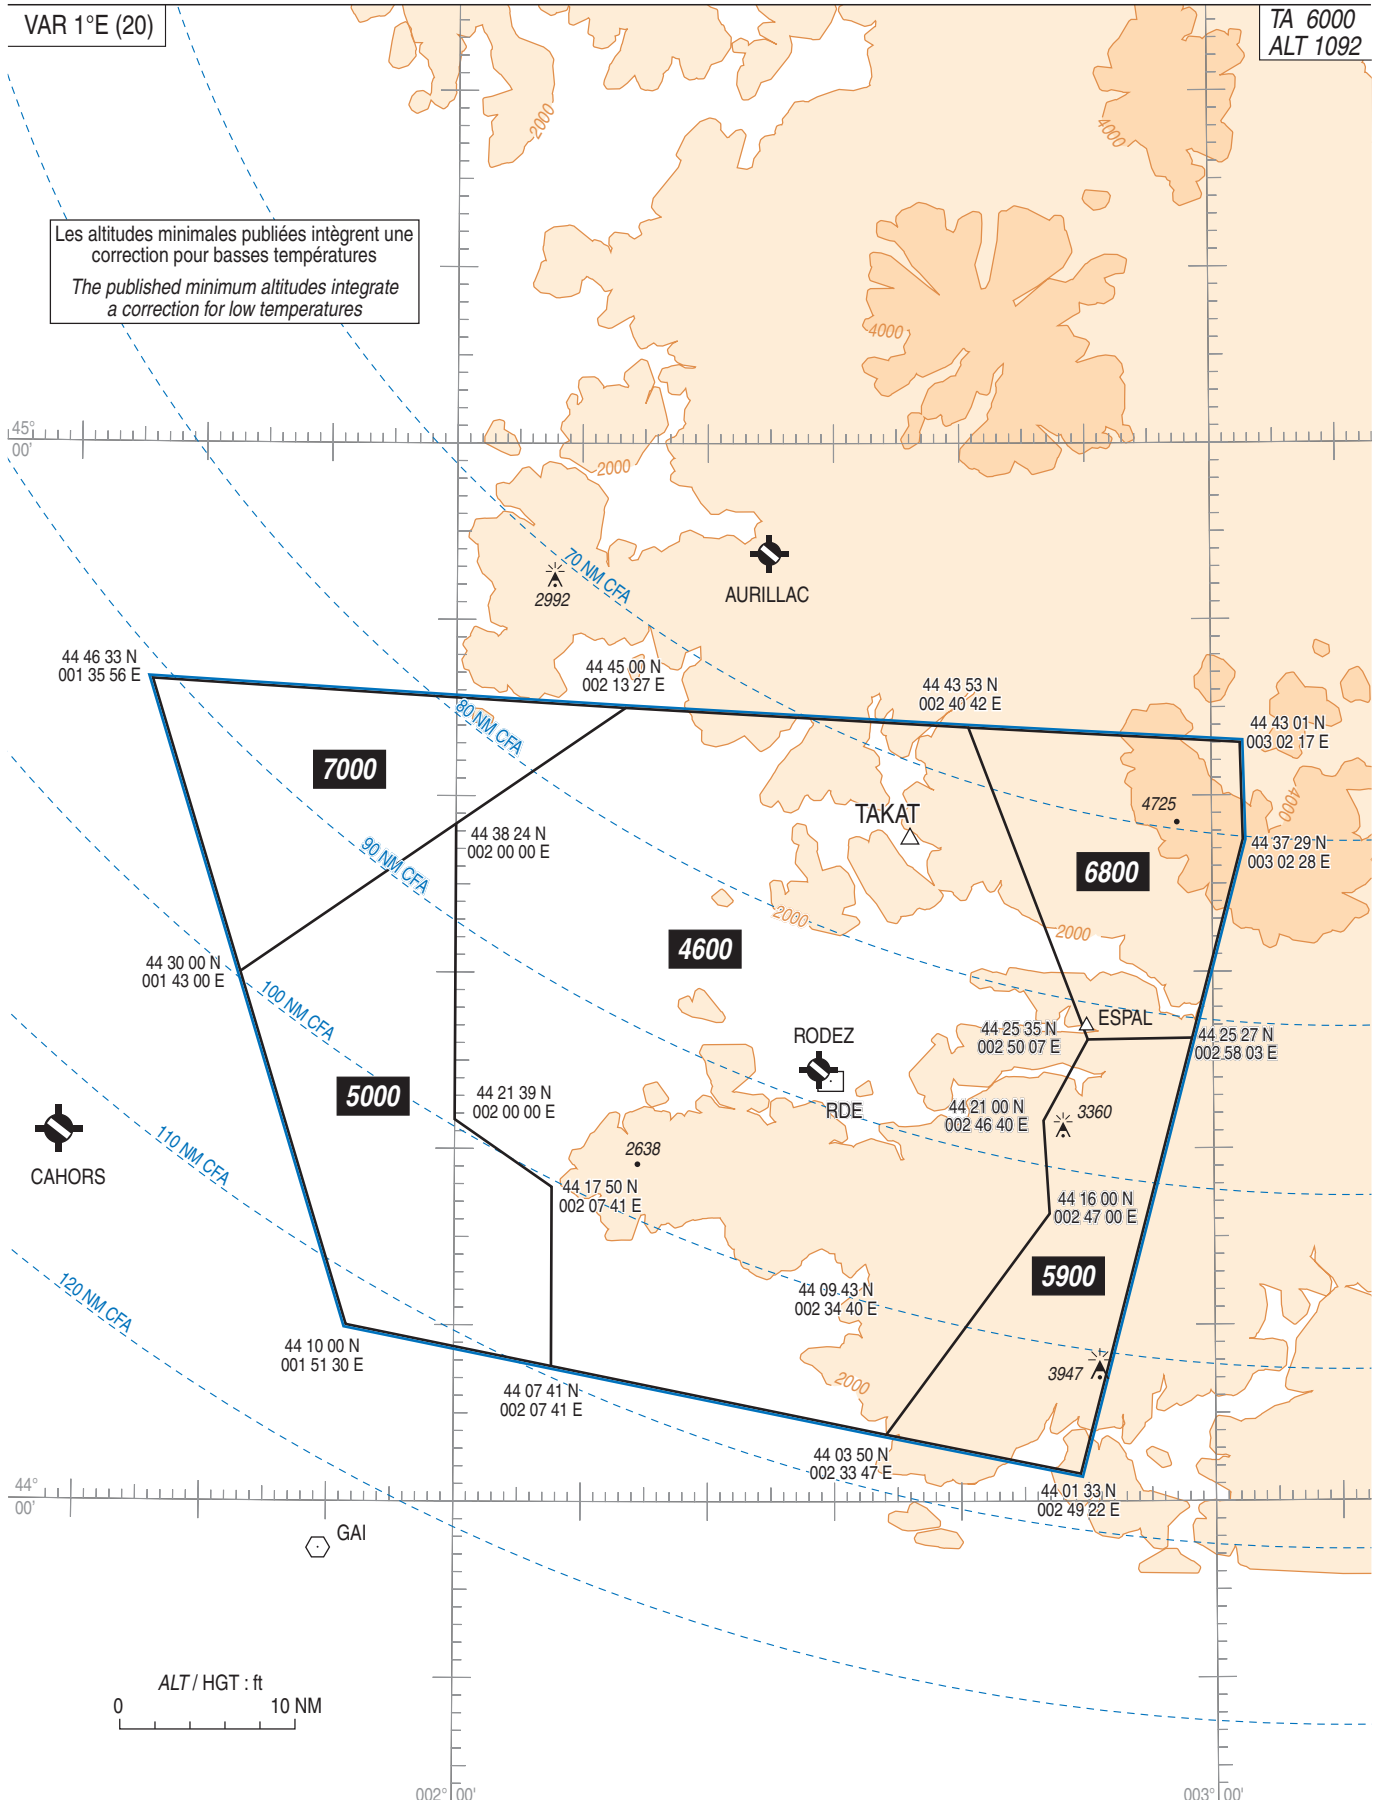 VAR 1°E (20)
TA 6000
ALT 1092
2000
4000
Les altitudes minimales publiées intègrent une
correction pour basses températures
The published minimum altitudes integrate
a correction for low temperatures
4000
45°
00'
2000
70 NM CFA
2992
AURILLAC
44 46 33 N
001 35 56 E
44 45 00 N
002 13 27 E
44 43 53 N
002 40 42 E
80 NM CFA
44 43 01 N
003 02 17 E
7000
4725
4000
TAKAT
44 38 24 N
002 00 00 E
90 NM CFA
44 37 29 N
003 02 28 E
6800
2000
2000
4600
44 30 00 N
001 43 00 E
100 NM CFA
ESPAL
44 25 35 N
002 50 07 E
44 25 27 N
002 58 03 E
RODEZ
5000
44 21 39 N
002 00 00 E
RDE
44 21 00 N
002 46 40 E
3360
110 NM CFA
2638
CAHORS
44 17 50 N
002 07 41 E
44 16 00 N
002 47 00 E
5900
120 NM CFA
44 09 43 N
002 34 40 E
44 10 00 N
001 51 30 E
3947
2000
44 07 41 N
002 07 41 E
44 03 50 N
002 33 47 E
44°
00'
44 01 33 N
002 49 22 E
GAI
ALT / HGT : ft
0 10 NM
002° 00'
003° 00'